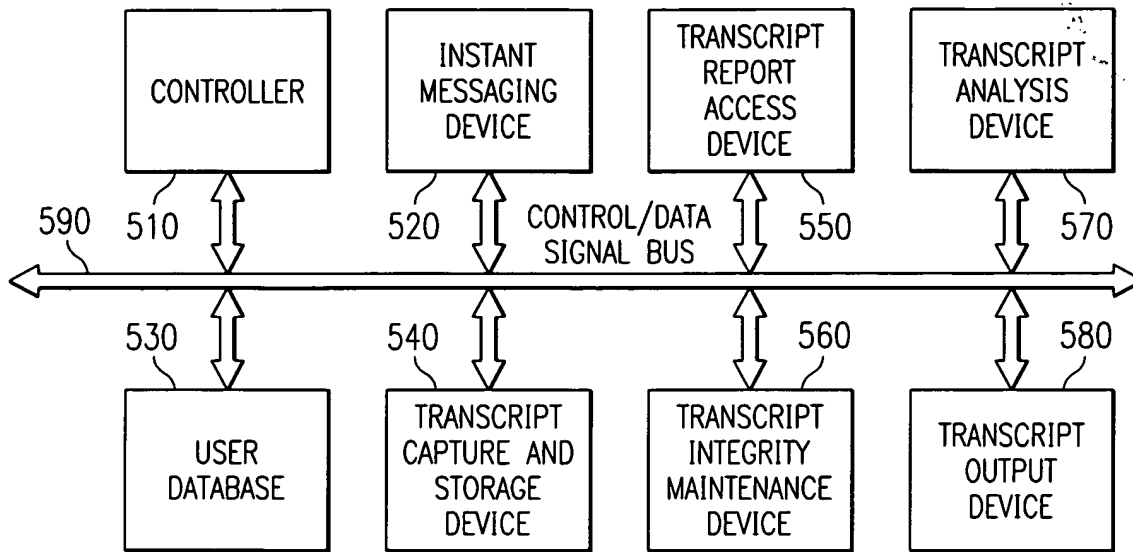 CONTROLLER
INSTANT
MESSAGING
DEVICE
TRANSCRIPT
REPORT
ACCESS
DEVICE
TRANSCRIPT
ANALYSIS
DEVICE
590
510
520
CONTROL/DATA
SIGNAL BUS
550
570
530
540
560
580
USER
DATABASE
TRANSCRIPT
CAPTURE AND
STORAGE
DEVICE
TRANSCRIPT
INTEGRITY
MAINTENANCE
DEVICE
TRANSCRIPT
OUTPUT
DEVICE